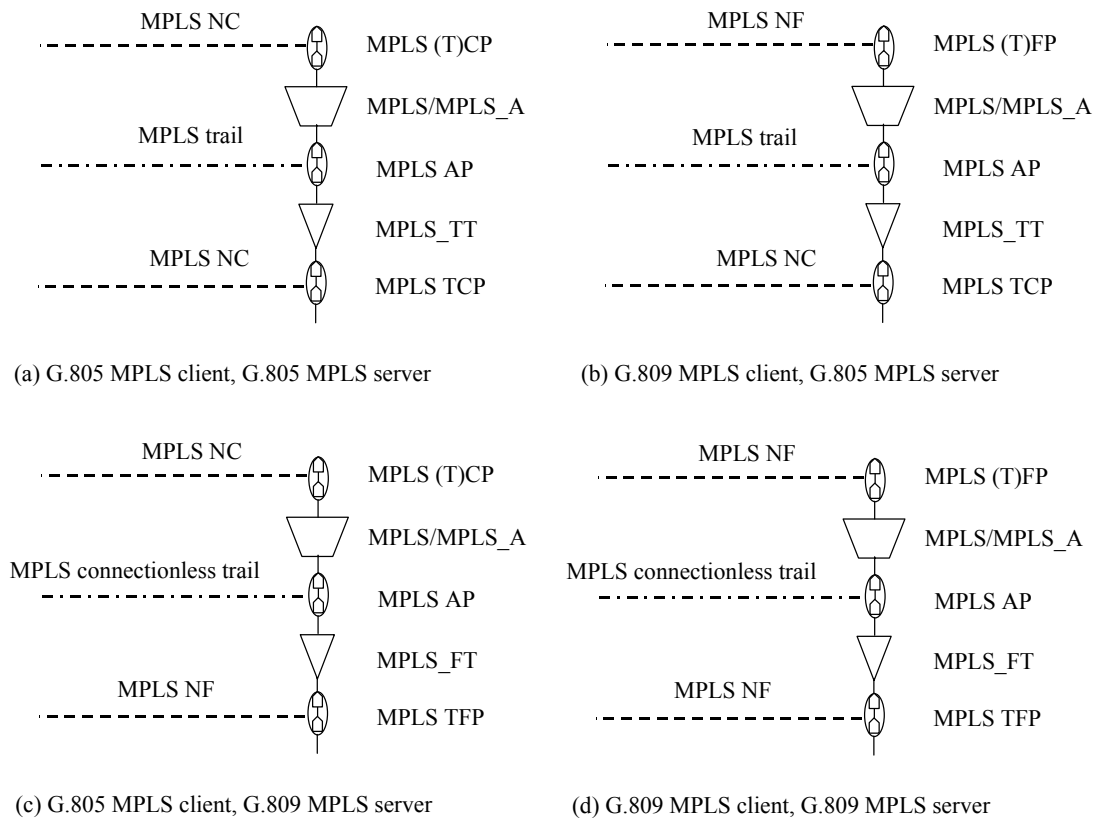 MPLS NC
MPLS (T)CP
MPLS/MPLS_A
MPLS trail
MPLS AP
MPLS_TT
MPLS NC
MPLS TCP
(a) G.805 MPLS client, G.805 MPLS server
MPLS NF
MPLS (T)FP
MPLS/MPLS_A
MPLS trail
MPLS AP
MPLS_TT
MPLS NC
MPLS TCP
(b) G.809 MPLS client, G.805 MPLS server
MPLS NC
MPLS (T)CP
MPLS/MPLS_A
MPLS connectionless trail
MPLS AP
MPLS_FT
MPLS NF
MPLS TFP
(c) G.805 MPLS client, G.809 MPLS server
MPLS NF
MPLS (T)FP
MPLS/MPLS_A
MPLS connectionless trail
MPLS AP
MPLS_FT
MPLS NF
MPLS TFP
(d) G.809 MPLS client, G.809 MPLS server